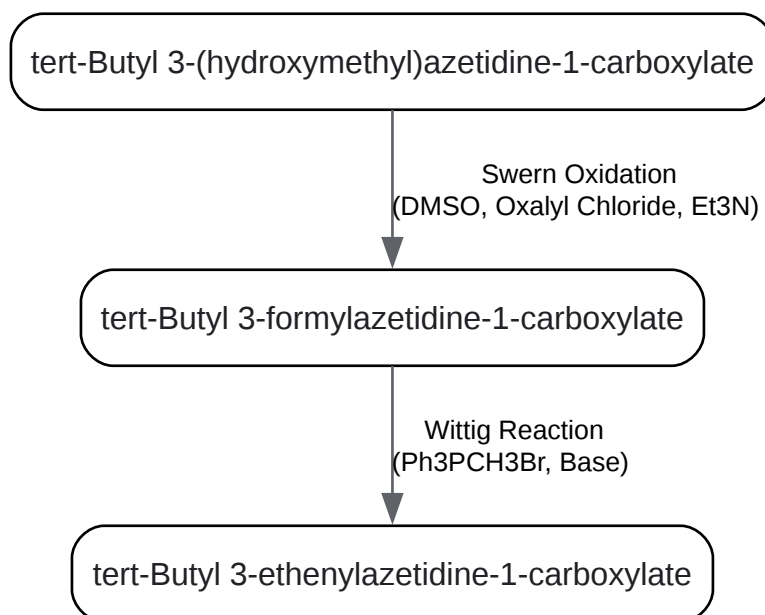 tert-Butyl 3-(hydroxymethyl)azetidine-1-carboxylate
Swern Oxidation
(DMSO, Oxalyl Chloride, Et3N)
tert-Butyl 3-formylazetidine-1-carboxylate
Wittig Reaction
(Ph3PCH3Br, Base)
tert-Butyl 3-ethenylazetidine-1-carboxylate